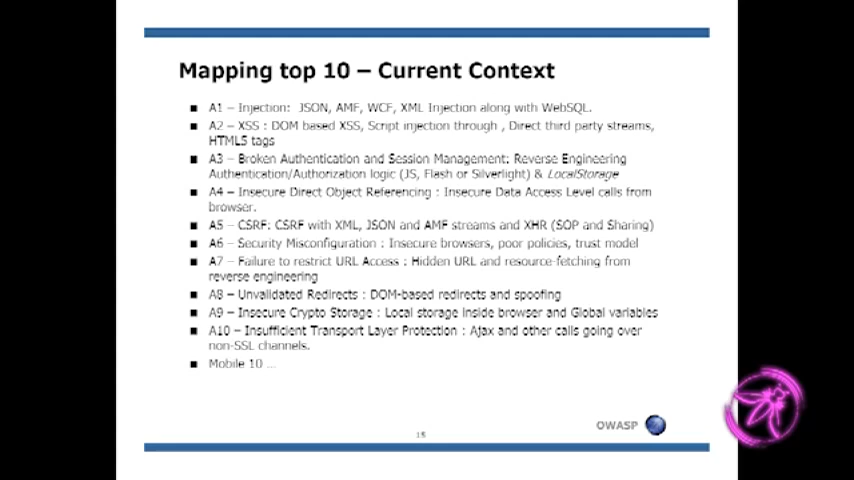 Mapping top 10 – Current Context
■ A1 – Injection: JSON, AMF, WCF, XML Injection along with WebSQL.
■ A2 – XSS : DOM based XSS, Script injection through , Direct third party streams,
HTML5 tags
■ A3 – Broken Authentication and Session Management: Reverse Engineering
Authentication/Authorization logic (JS, Flash or Silverlight) & LocalStorage
■ A4 – Insecure Direct Object Referencing : Insecure Data Access Level calls from
browser.
■ A5 – CSRF: CSRF with XML, JSON and AMF streams and XHR (SOP and Sharing)
■ A6 – Security Misconfiguration : Insecure browsers, poor policies, trust model
■ A7 – Failure to restrict URL Access : Hidden URL and resource-fetching from
reverse engineering
■ A8 – Unvalidated Redirects : DOM-based redirects and spoofing
■ A9 – Insecure Crypto Storage : Local storage inside browser and Global variables
■ A10 – Insufficient Transport Layer Protection : Ajax and other calls going over
non-SSL channels.
■ Mobile 10 ...
OWASP
15